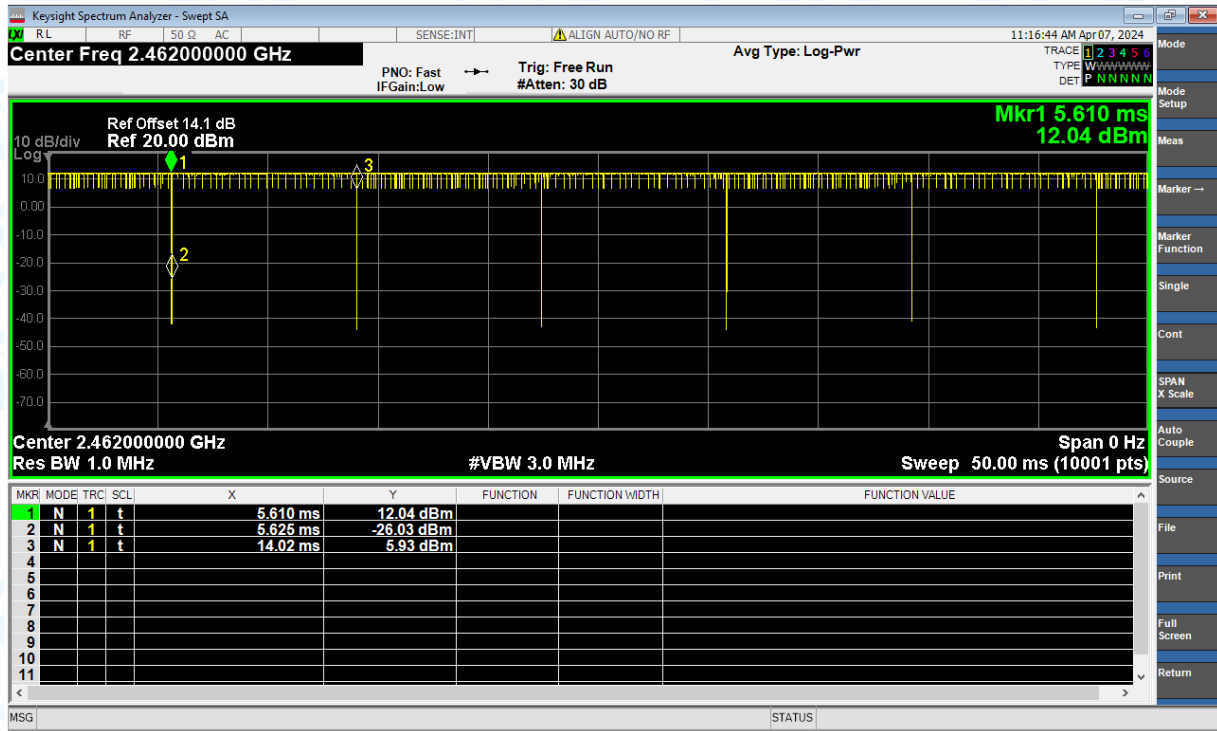 Keysight Spectrum Analyzer - Swept SA
LXI RL RF 50 Ω AC SENSE:INT ALIGN AUTO/NO RF 11:16:44 AM Apr 07, 2024
Center Freq 2.462000000 GHz Avg Type: Log-Pwr TRACE 1 2 3 4 5 6
PNO: Fast Trig: Free Run TYPE WWWWWW
IFGain:Low #Atten: 30 dB DET P N N N N N
Mode
Mode Setup
Meas
Marker →
Marker Function
Single
Cont
SPAN X Scale
Auto Couple
Source
File
Print
Full Screen
Return
Ref Offset 14.1 dB Mkr1 5.610 ms
10 dB/div Ref 20.00 dBm 12.04 dBm
Log
1
3
10.0
0.00
-10.0
2
-20.0
-30.0
-40.0
-50.0
-60.0
-70.0
Center 2.462000000 GHz Span 0 Hz
Res BW 1.0 MHz #VBW 3.0 MHz Sweep 50.00 ms (10001 pts)
MKR MODE TRC SCL X Y FUNCTION FUNCTION WIDTH FUNCTION VALUE
1 N 1 t 5.610 ms 12.04 dBm
2 N 1 t 5.625 ms -26.03 dBm
3 N 1 t 14.02 ms 5.93 dBm
4
5
6
7
8
9
10
11
MSG STATUS